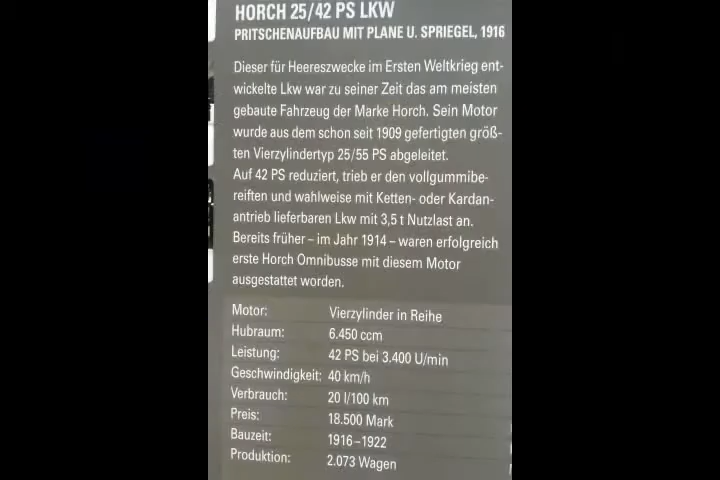 HORCH 25/42 PS LKW
PRITSCHENAUFBAU MIT PLANE U. SPRIEGEL, 1916
Dieser für Heereszwecke im Ersten Weltkrieg ent-
wickelte Lkw war zu seiner Zeit das am meisten
gebaute Fahrzeug der Marke Horch. Sein Motor
wurde aus dem schon seit 1909 gefertigten größ-
ten Vierzylindertyp 25/55 PS abgeleitet.
Auf 42 PS reduziert, trieb er den vollgummibe-
reiften und wahlweise mit Ketten- oder Kardan-
antrieb lieferbaren Lkw mit 3,5 t Nutzlast an.
Bereits früher – im Jahr 1914 – waren erfolgreich
erste Horch Omnibusse mit diesem Motor
ausgestattet worden.
Motor: Vierzylinder in Reihe
Hubraum: 6.450 ccm
Leistung: 42 PS bei 3.400 U/min
Geschwindigkeit: 40 km/h
Verbrauch: 20 l/100 km
Preis: 18.500 Mark
Bauzeit: 1916–1922
Produktion: 2.073 Wagen